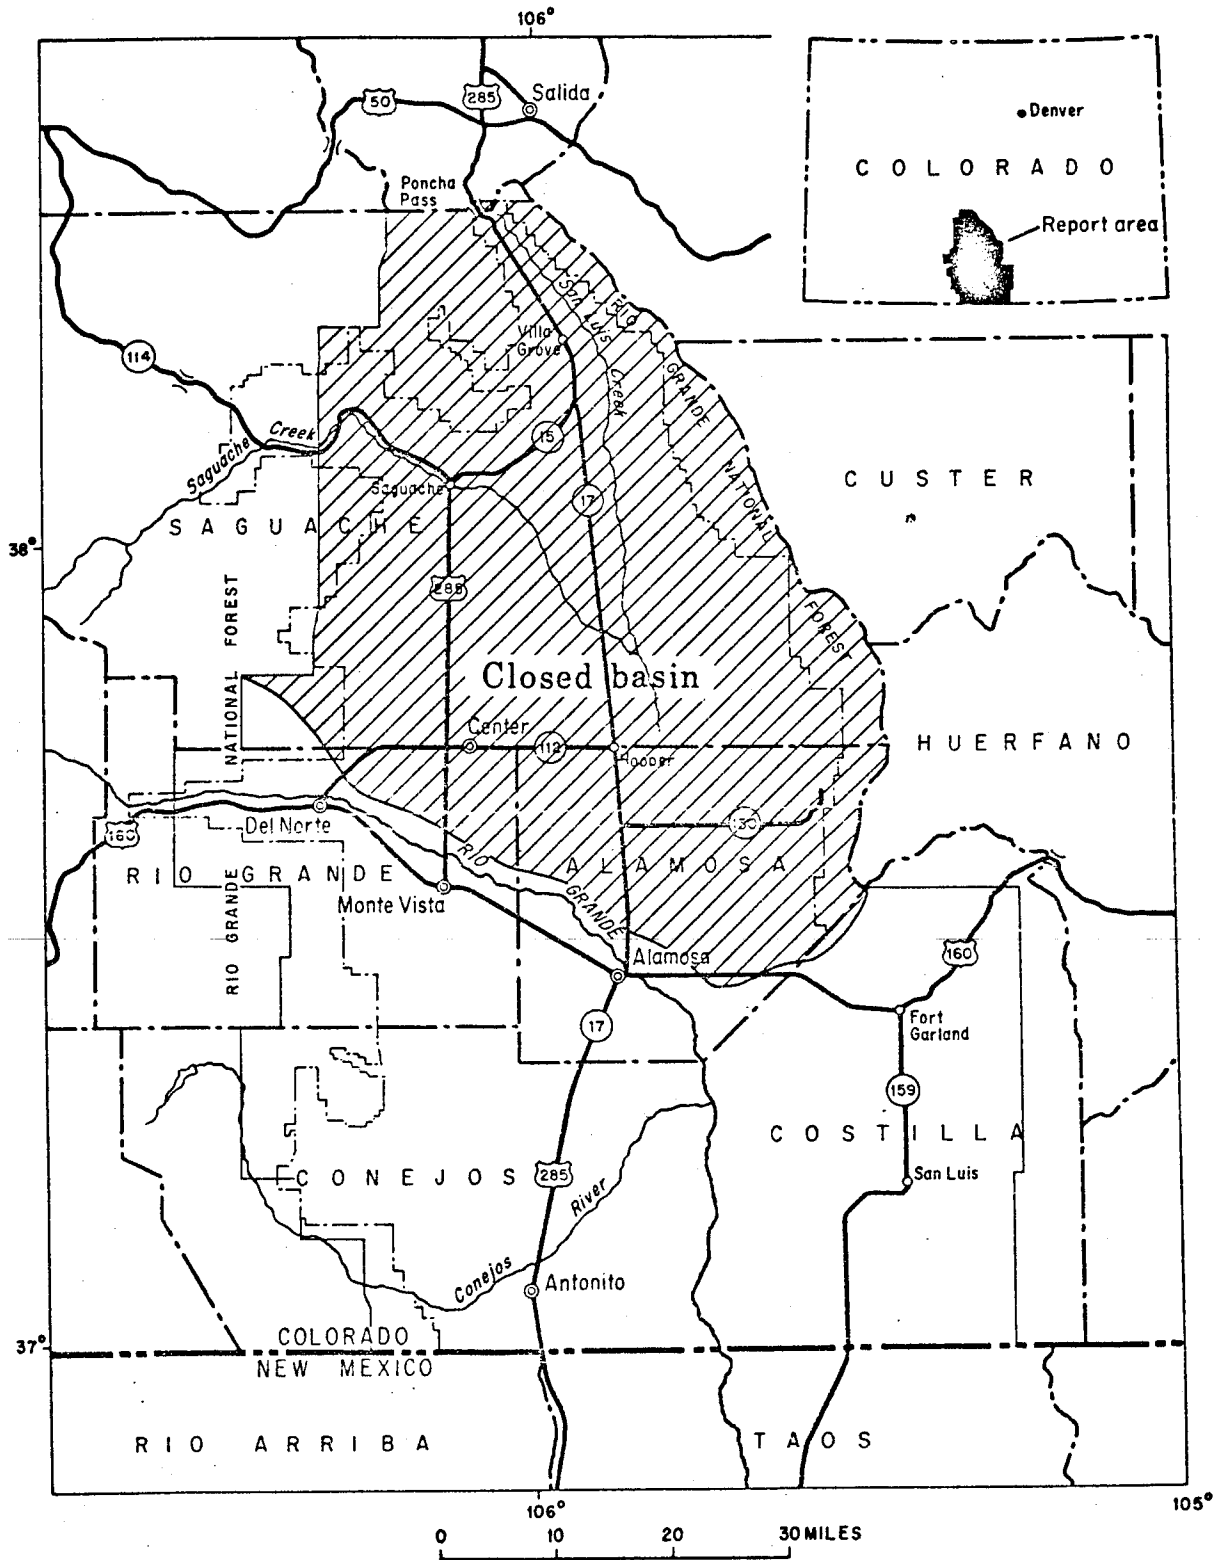 106°
50
285
Salida
Denver
COLORADO
Report area
Poncha
Pass
San Luis
Creek
Villa
Grove
114
RIO
GRANDE
NATIONAL
FOREST
15
Saguache
Creek
Saguache
17
CUSTER
SAGUACHE
38°
285
NATIONAL FOREST
Closed basin
Center
112
Hooper
HUERFANO
160
Del Norte
RIO GRANDE
RIO
GRANDE
ALAMOSA
Monte Vista
RIO GRANDE
Alamosa
160
17
Fort
Garland
159
COSTILLA
CONEJOS
285
San Luis
River
Conejos
Antonito
37°
COLORADO
NEW MEXICO
RIO ARRIBA
TAOS
106°
105°
0 10 20 30 MILES